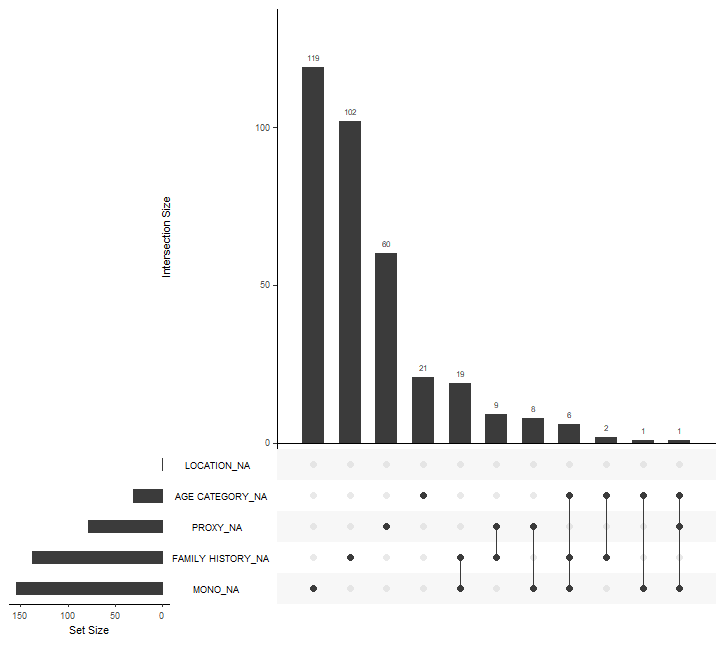 119
102
100
60
50
21
19
9
8
6
2
1
1
0
Intersection Size
LOCATION_NA
AGE CATEGORY_NA
PROXY_NA
FAMILY HISTORY_NA
MONO_NA
150 100 50 0
Set Size